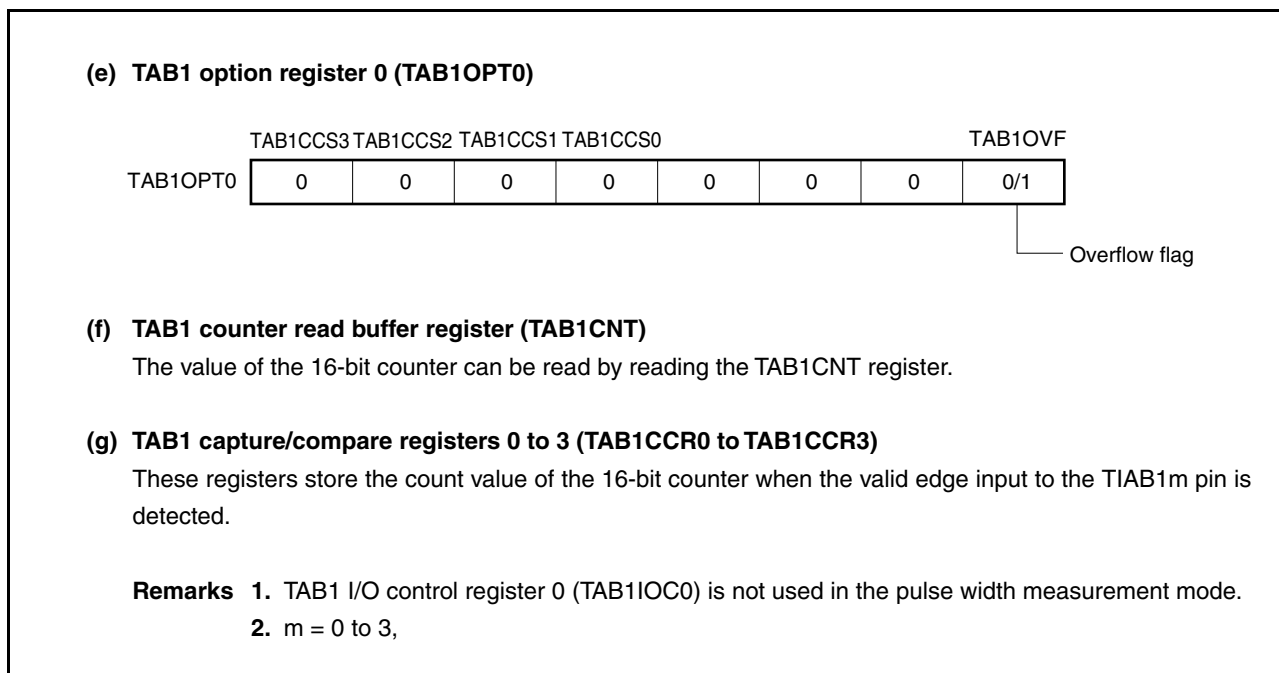 (e) TAB1 option register 0 (TAB1OPT0)
TAB1CCS3 TAB1CCS2 TAB1CCS1 TAB1CCS0 TAB1OVF
TAB1OPT0 0 0 0 0 0 0 0 0/1
Overflow flag
(f) TAB1 counter read buffer register (TAB1CNT)
The value of the 16-bit counter can be read by reading the TAB1CNT register.
(g) TAB1 capture/compare registers 0 to 3 (TAB1CCR0 to TAB1CCR3)
These registers store the count value of the 16-bit counter when the valid edge input to the TIAB1m pin is
detected.
Remarks 1. TAB1 I/O control register 0 (TAB1IOC0) is not used in the pulse width measurement mode.
2. m = 0 to 3,